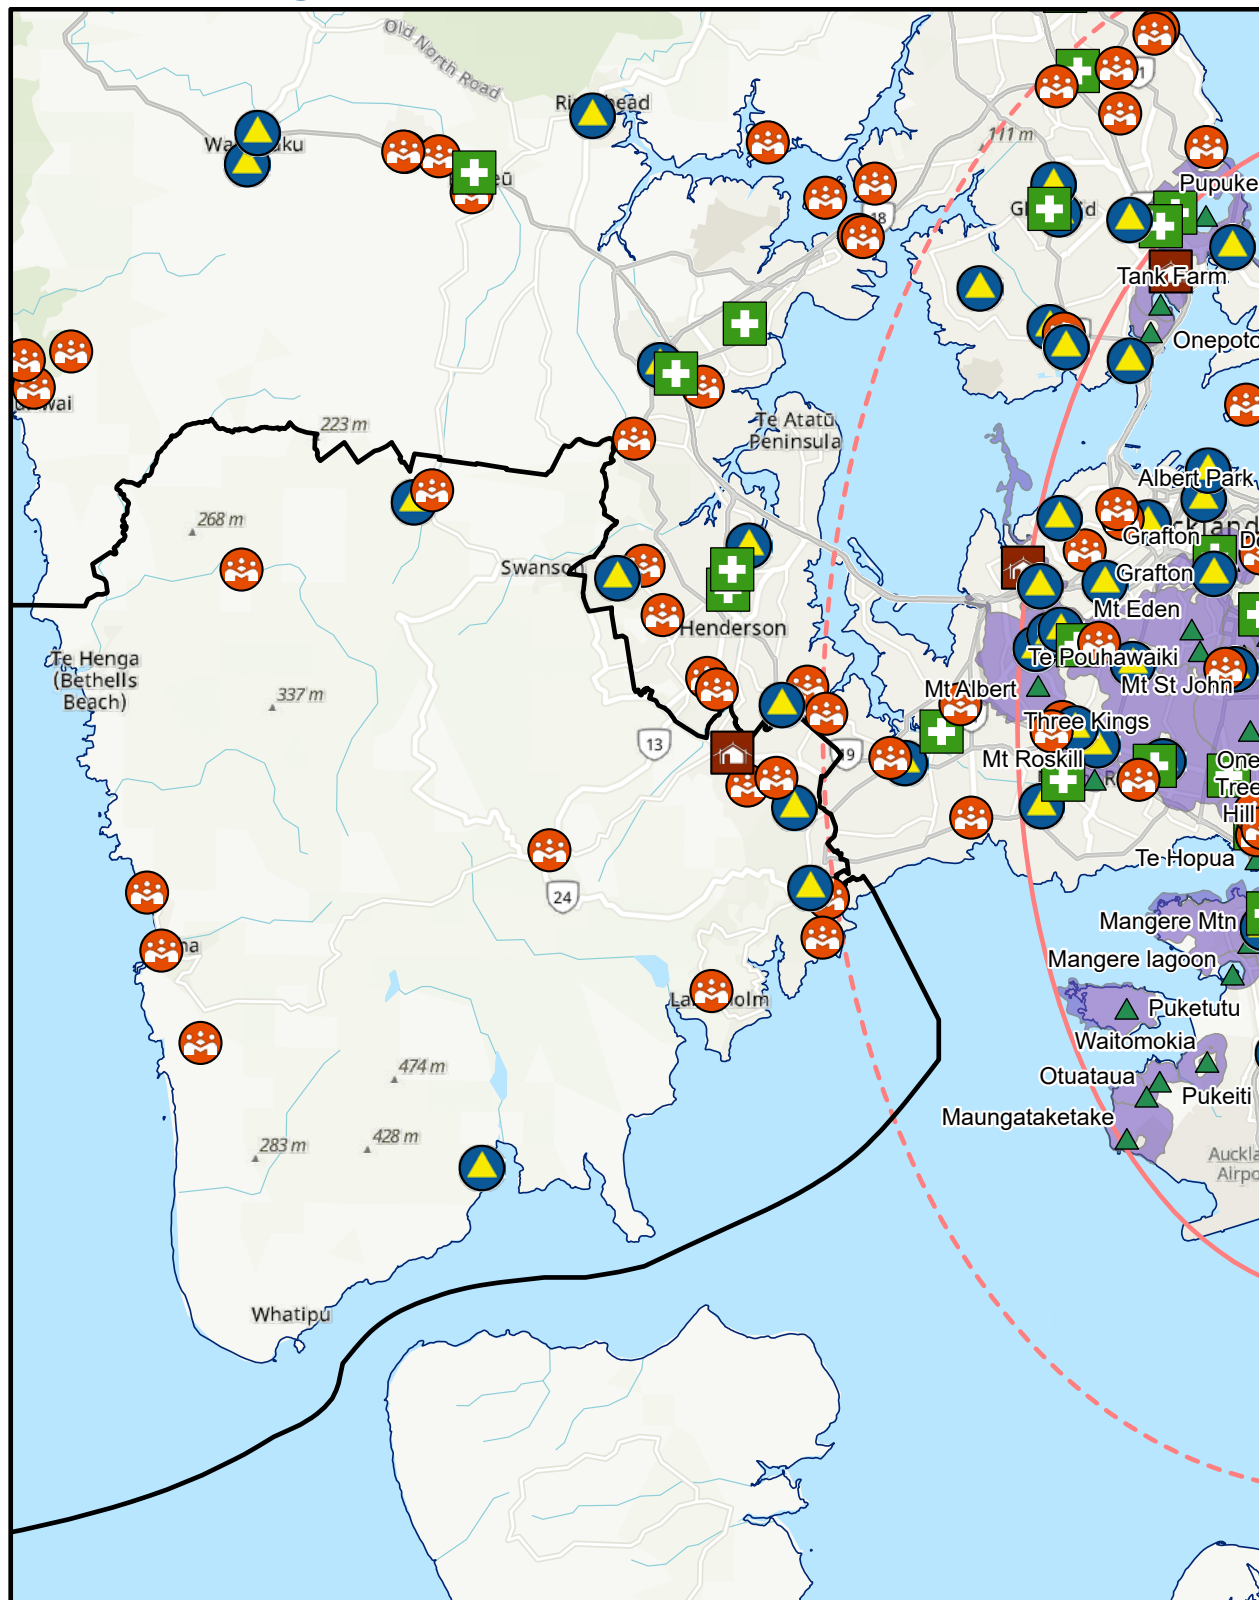 Old North Road
111 m
Pupuke
18
Tank Farm
Onepoto
223 m
Te Atatū
Peninsula
Albert Park
268 m
Grafton
Grafton
Henderson
Mt Eden
Te Henga
(Bethells
Beach)
337 m
Te Pouhawaiki
Mt St John
Mt Albert
Three Kings
13
19
Mt Roskill
One
Tree
Hill
Te Hopua
24
Mangere Mtn
Mangere lagoon
Puketutu
Waitomokia
474 m
Otuataua
Pukeiti
Maungataketake
428 m
283 m
Whatipu